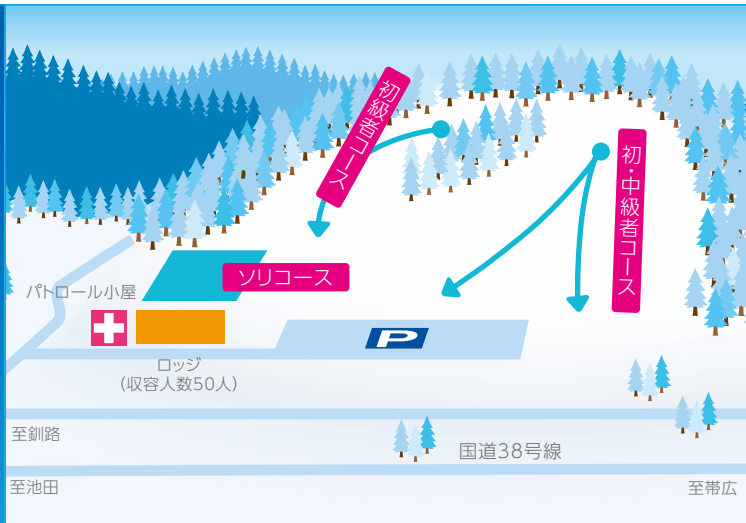 初級者コース
初・中級者コース
ソリコース
パトロール小屋
P
ロッジ
(収容人数50人)
至釧路
国道38号線
至池田
至帯広